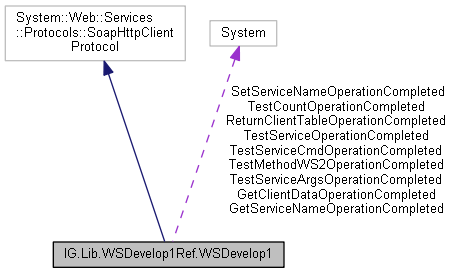 System::Web::Services
::Protocols::SoapHttpClient
Protocol
System
SetServiceNameOperationCompleted
TestCountOperationCompleted
ReturnClientTableOperationCompleted
TestServiceOperationCompleted
TestServiceCmdOperationCompleted
TestMethodWS2OperationCompleted
TestServiceArgsOperationCompleted
GetClientDataOperationCompleted
GetServiceNameOperationCompleted
IG.Lib.WSDevelop1Ref.WSDevelop1